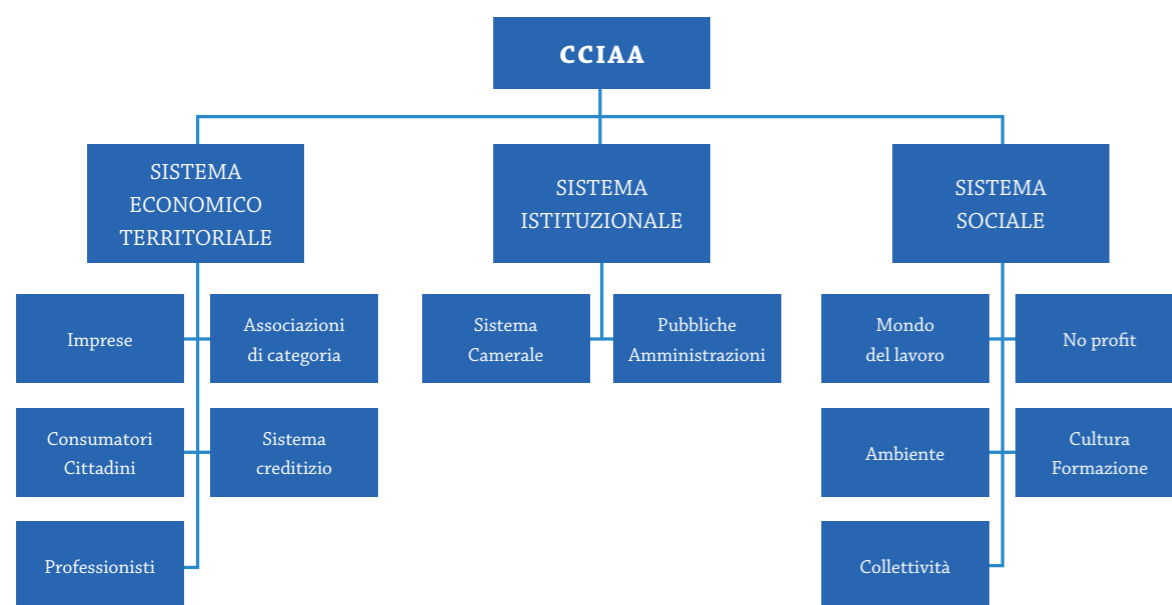 CCIAA
SISTEMA
ECONOMICO
TERRITORIALE
SISTEMA
ISTITUZIONALE
SISTEMA
SOCIALE
Imprese
Associazioni
di categoria
Sistema
Camerale
Pubbliche
Amministrazioni
Mondo
del lavoro
No profit
Consumatori
Cittadini
Sistema
creditizio
Ambiente
Cultura
Formazione
Professionisti
Collettività